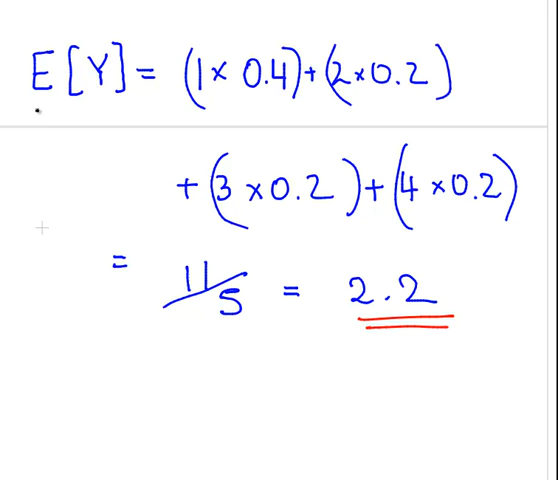 E[Y] = (1 × 0.4) + (2 × 0.2)
+ (3 × 0.2) + (4 × 0.2)
= 11/5 = 2.2